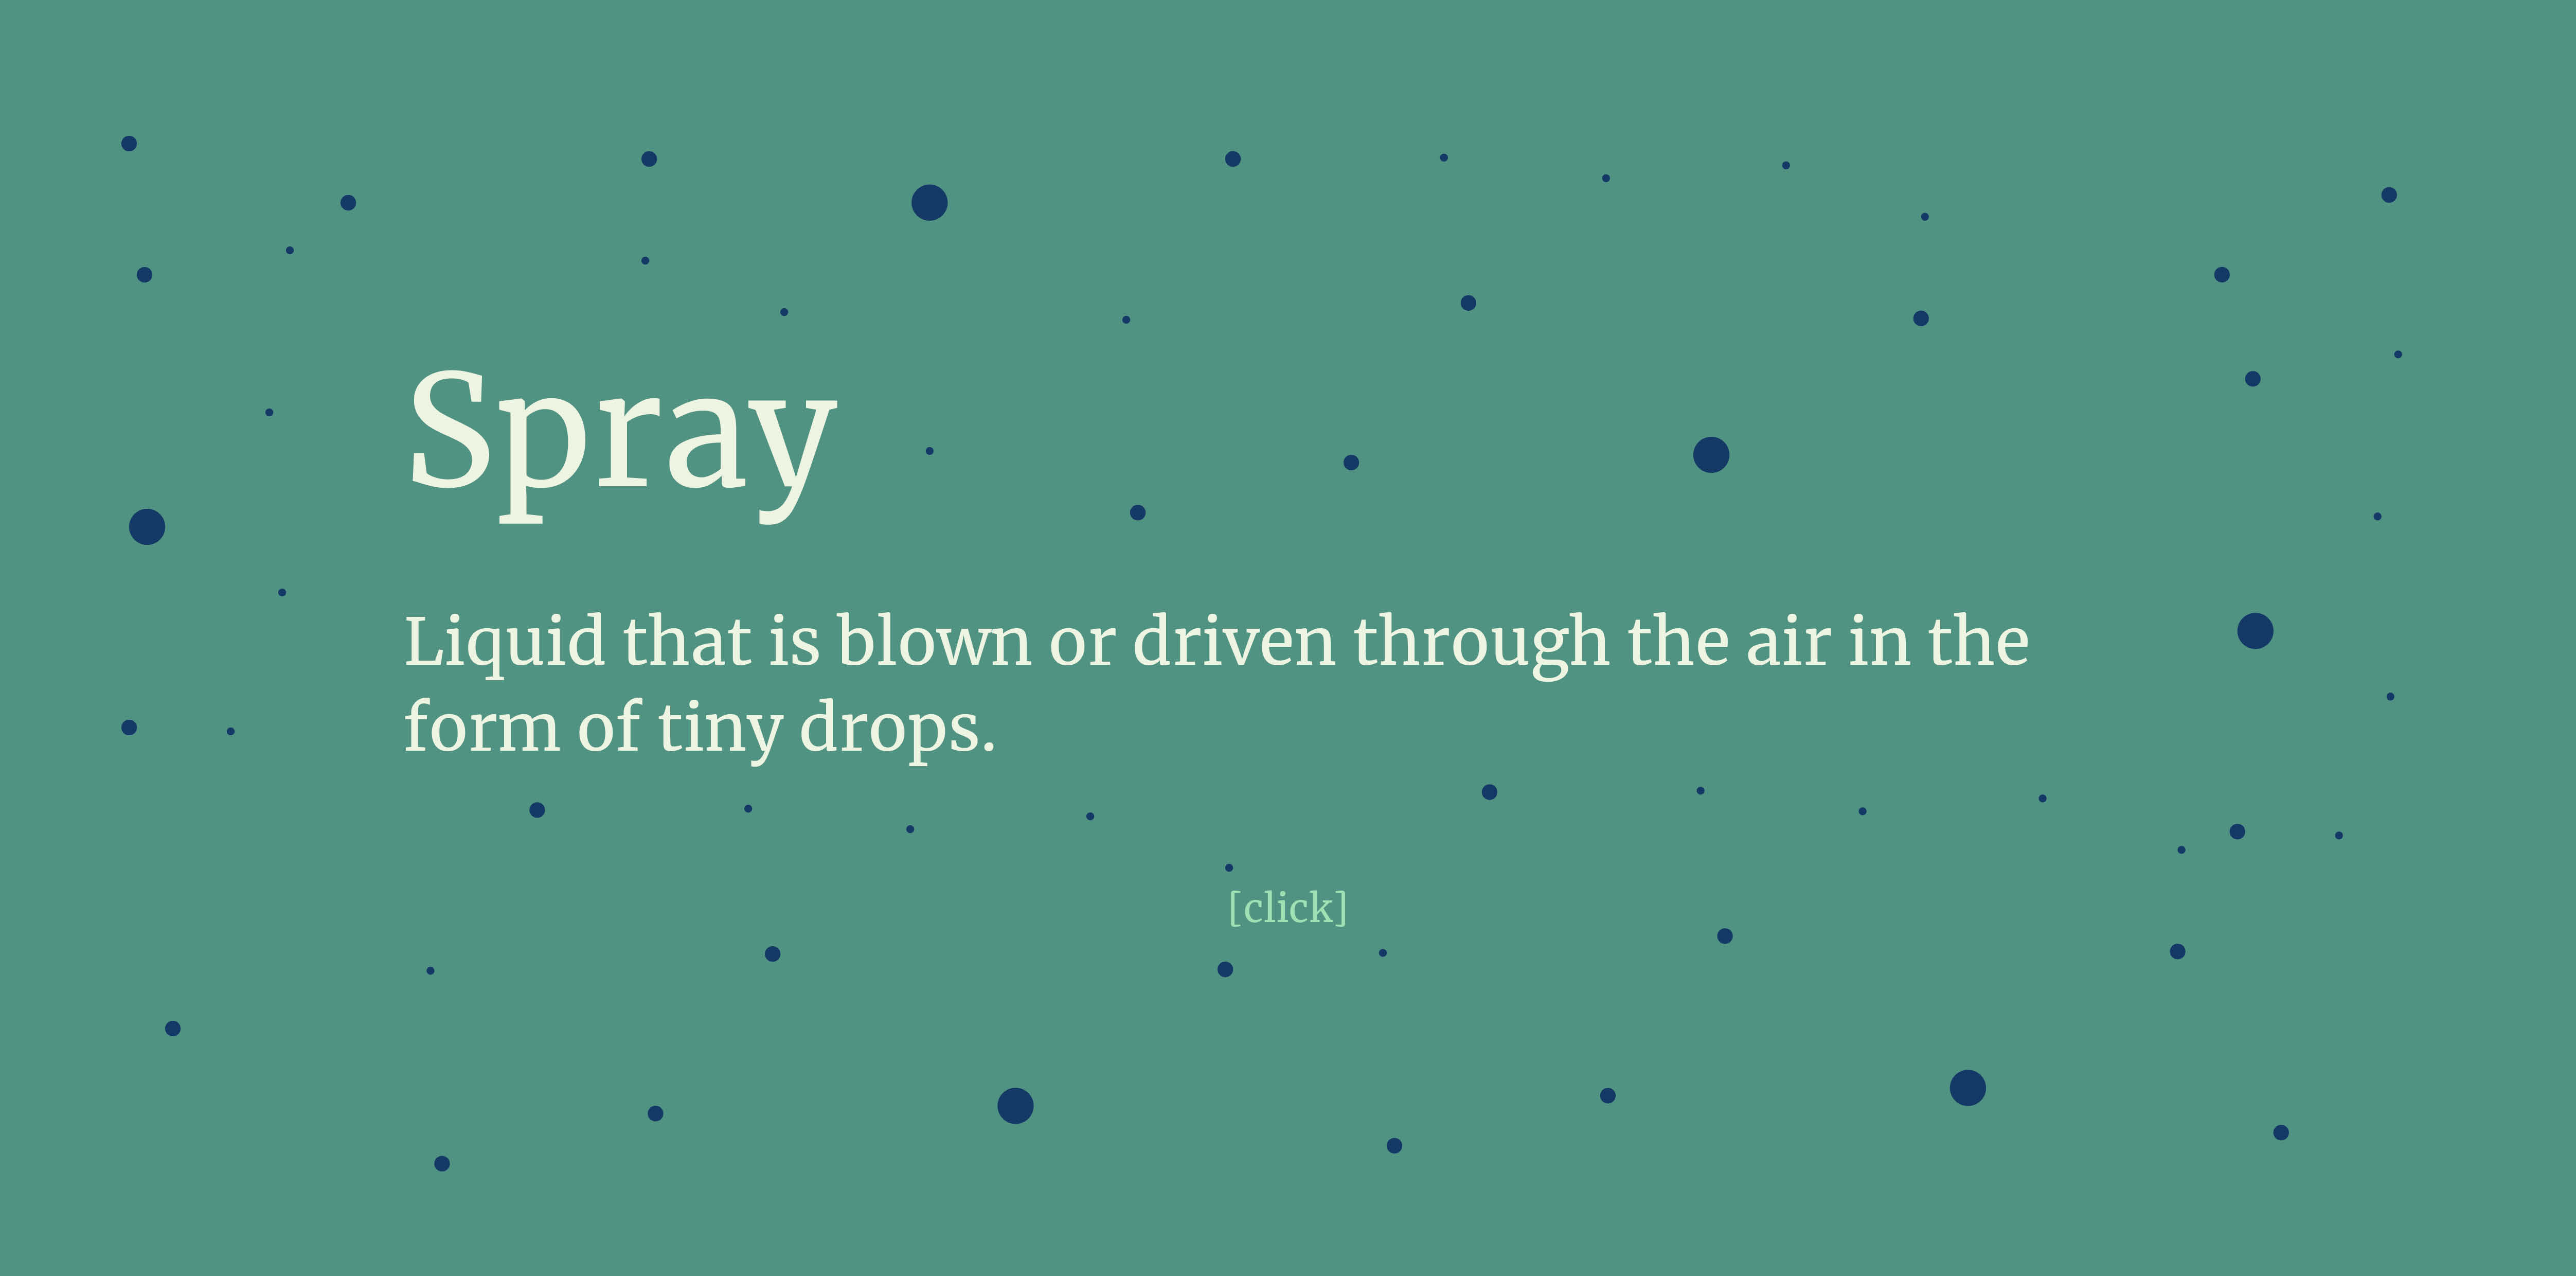 Spray
Liquid that is blown or driven through the air in the
form of tiny drops.
[click]